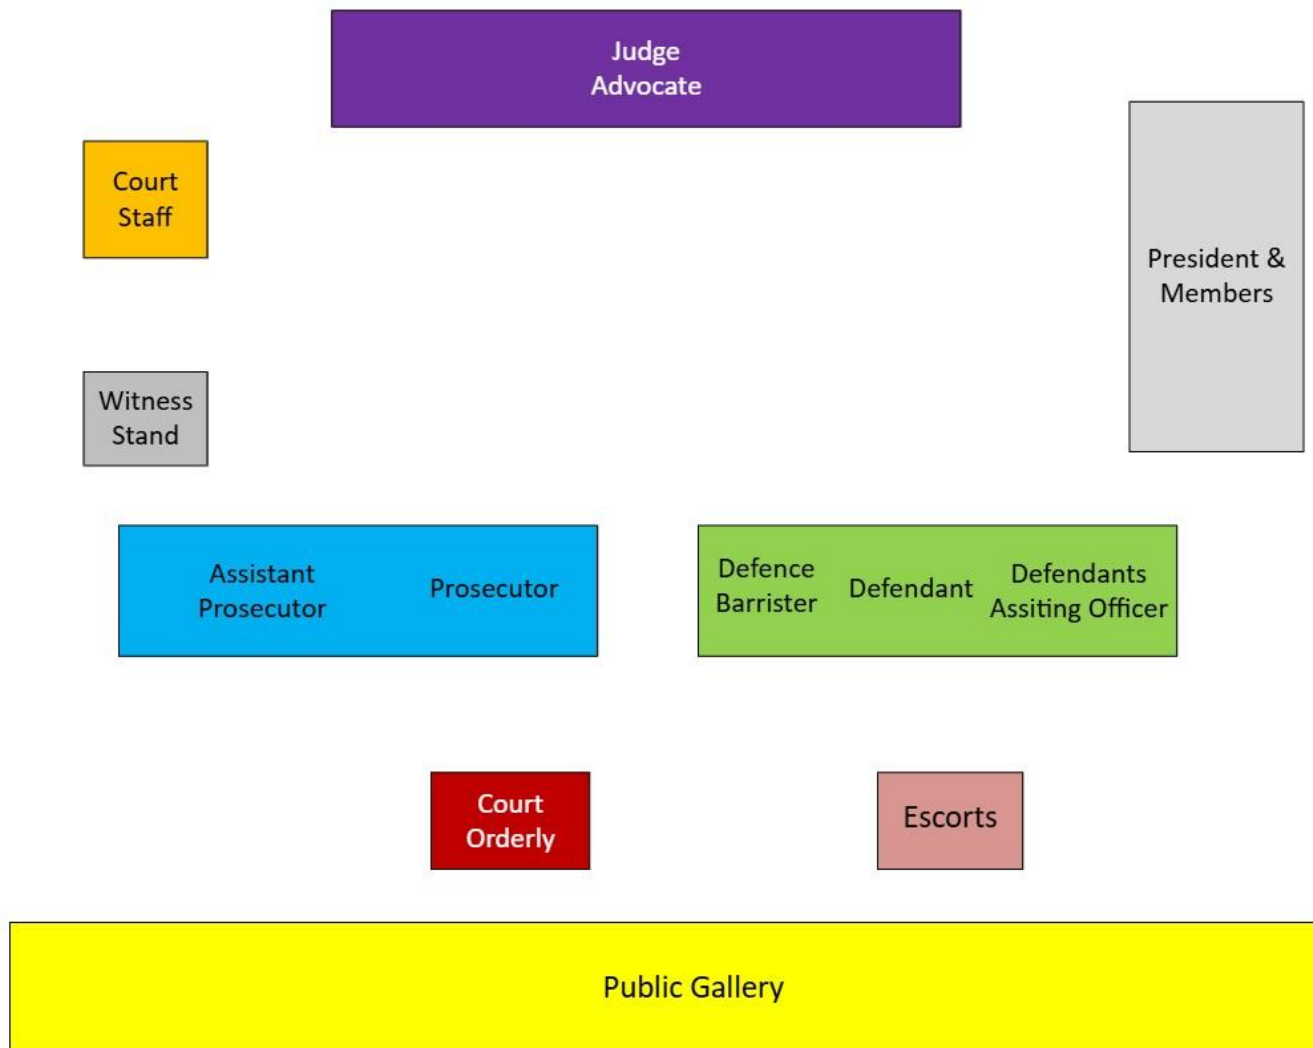 Judge
Advocate
Court
Staff
President &
Members
Witness
Stand
Assistant
Prosecutor
Prosecutor
Defence
Barrister
Defendant
Defendants
Assiting Officer
Court
Orderly
Escorts
Public Gallery